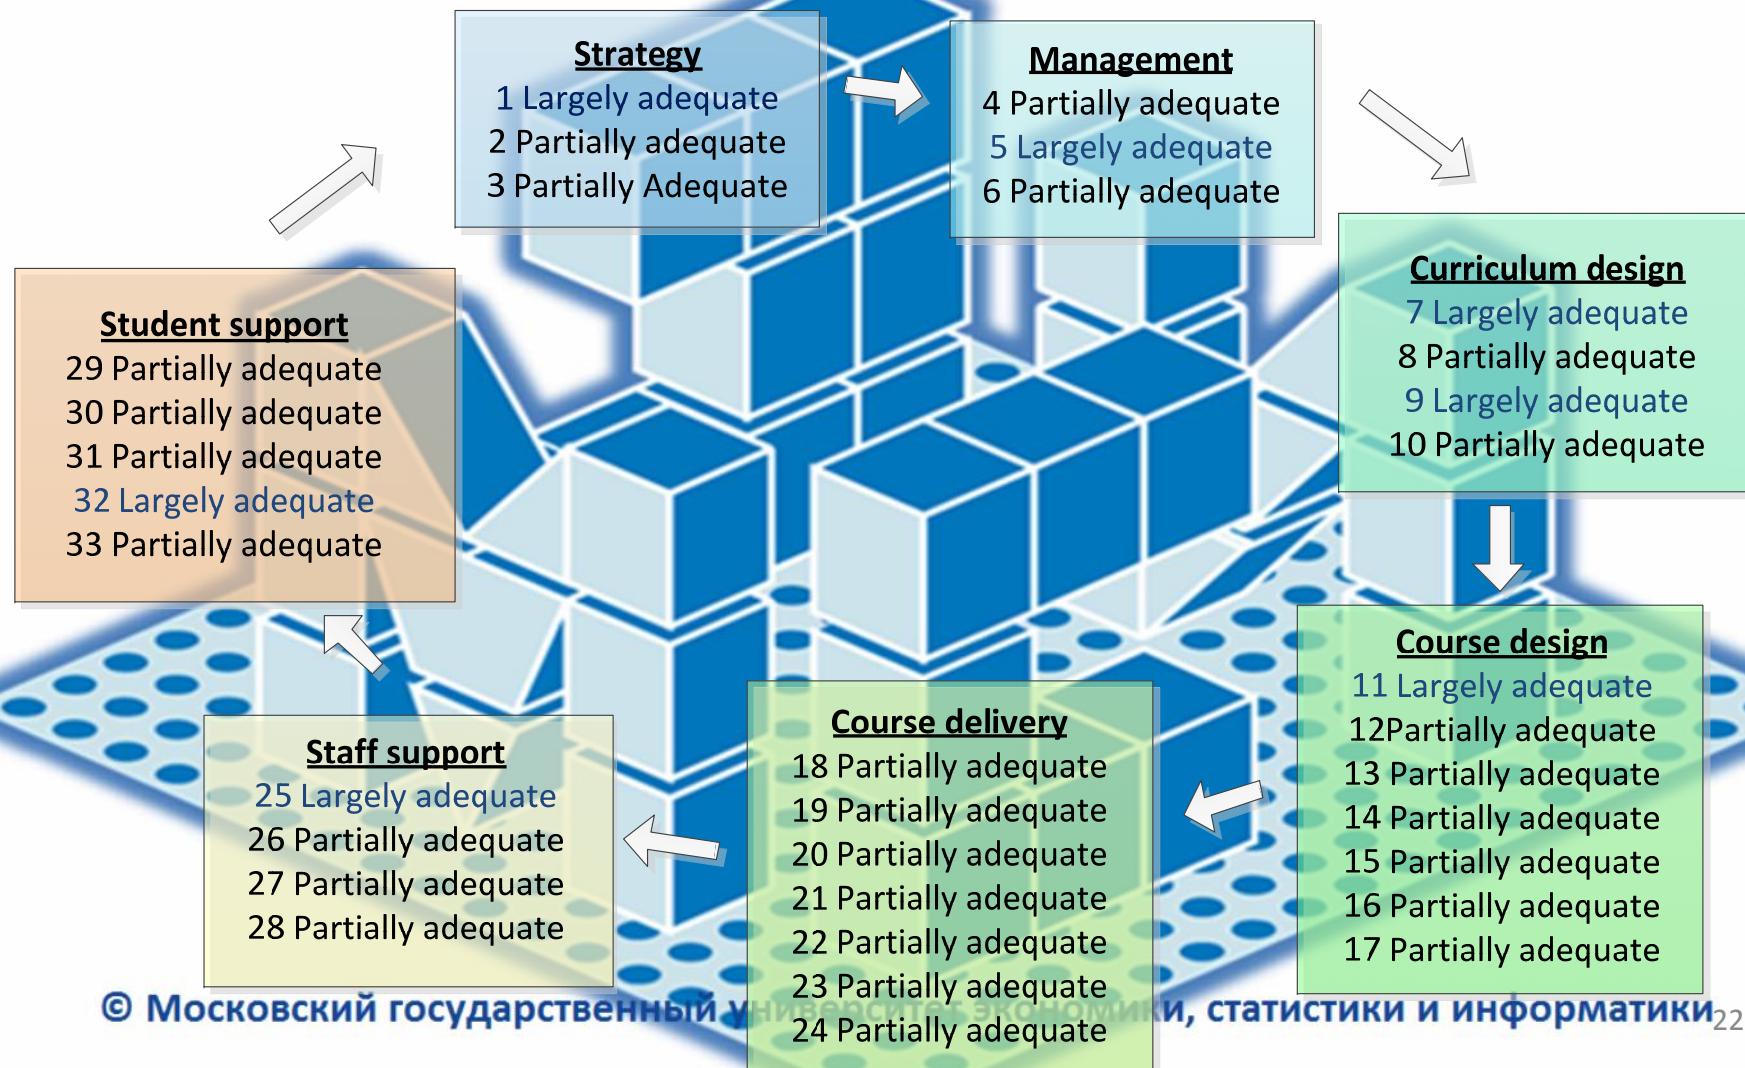 Strategy
1 Largely adequate
2 Partially adequate
3 Partially Adequate
Management
4 Partially adequate
5 Largely adequate
6 Partially adequate
Curriculum design
7 Largely adequate
8 Partially adequate
9 Largely adequate
10 Partially adequate
Course design
11 Largely adequate
12Partially adequate
13 Partially adequate
14 Partially adequate
15 Partially adequate
16 Partially adequate
17 Partially adequate
Course delivery
18 Partially adequate
19 Partially adequate
20 Partially adequate
21 Partially adequate
22 Partially adequate
23 Partially adequate
24 Partially adequate
Staff support
25 Largely adequate
26 Partially adequate
27 Partially adequate
28 Partially adequate
Student support
29 Partially adequate
30 Partially adequate
31 Partially adequate
32 Largely adequate
33 Partially adequate
© Московский государственный университет экономики, статистики и информатики
22